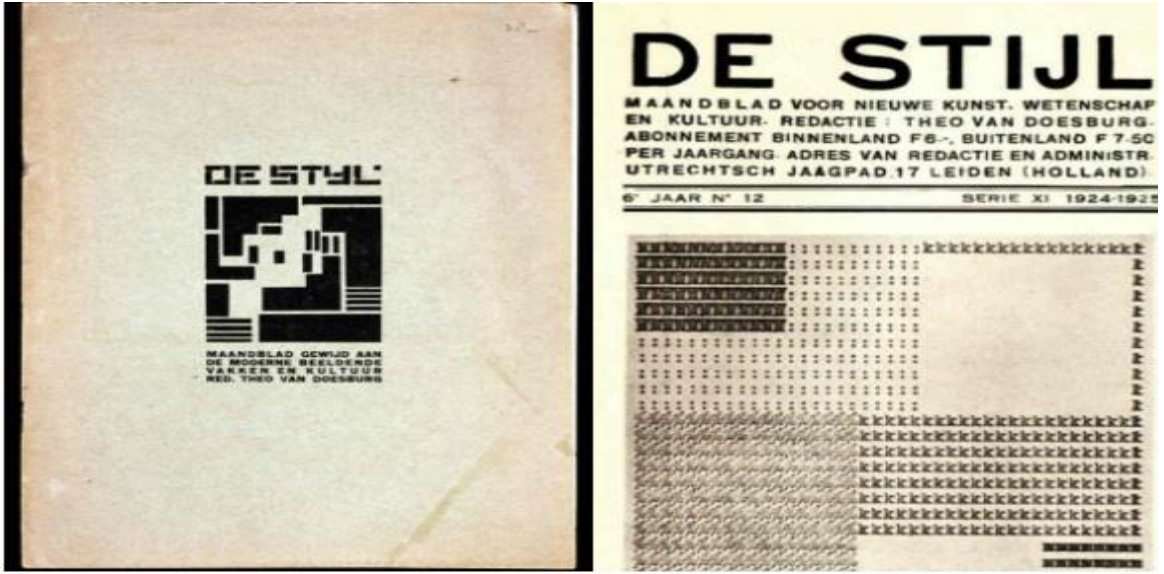 DE STYL
MAANDBLAD GEWIJD AAN
DE MODERNE BEELDENDE
VAKKEN EN KULTUUR
RED. THEO VAN DOESBURG
DE STIJL
MAANDBLAD VOOR NIEUWE KUNST. WETENSCHAP
EN KULTUUR. REDACTIE : THEO VAN DOESBURG.
ABONNEMENT BINNENLAND F 6.-, BUITENLAND F 7.50
PER JAARGANG. ADRES VAN REDACTIE EN ADMINISTR.
UTRECHTSCH JAAGPAD.17 LEIDEN (HOLLAND).
6e JAAR No 12 SERIE XI 1924-1925